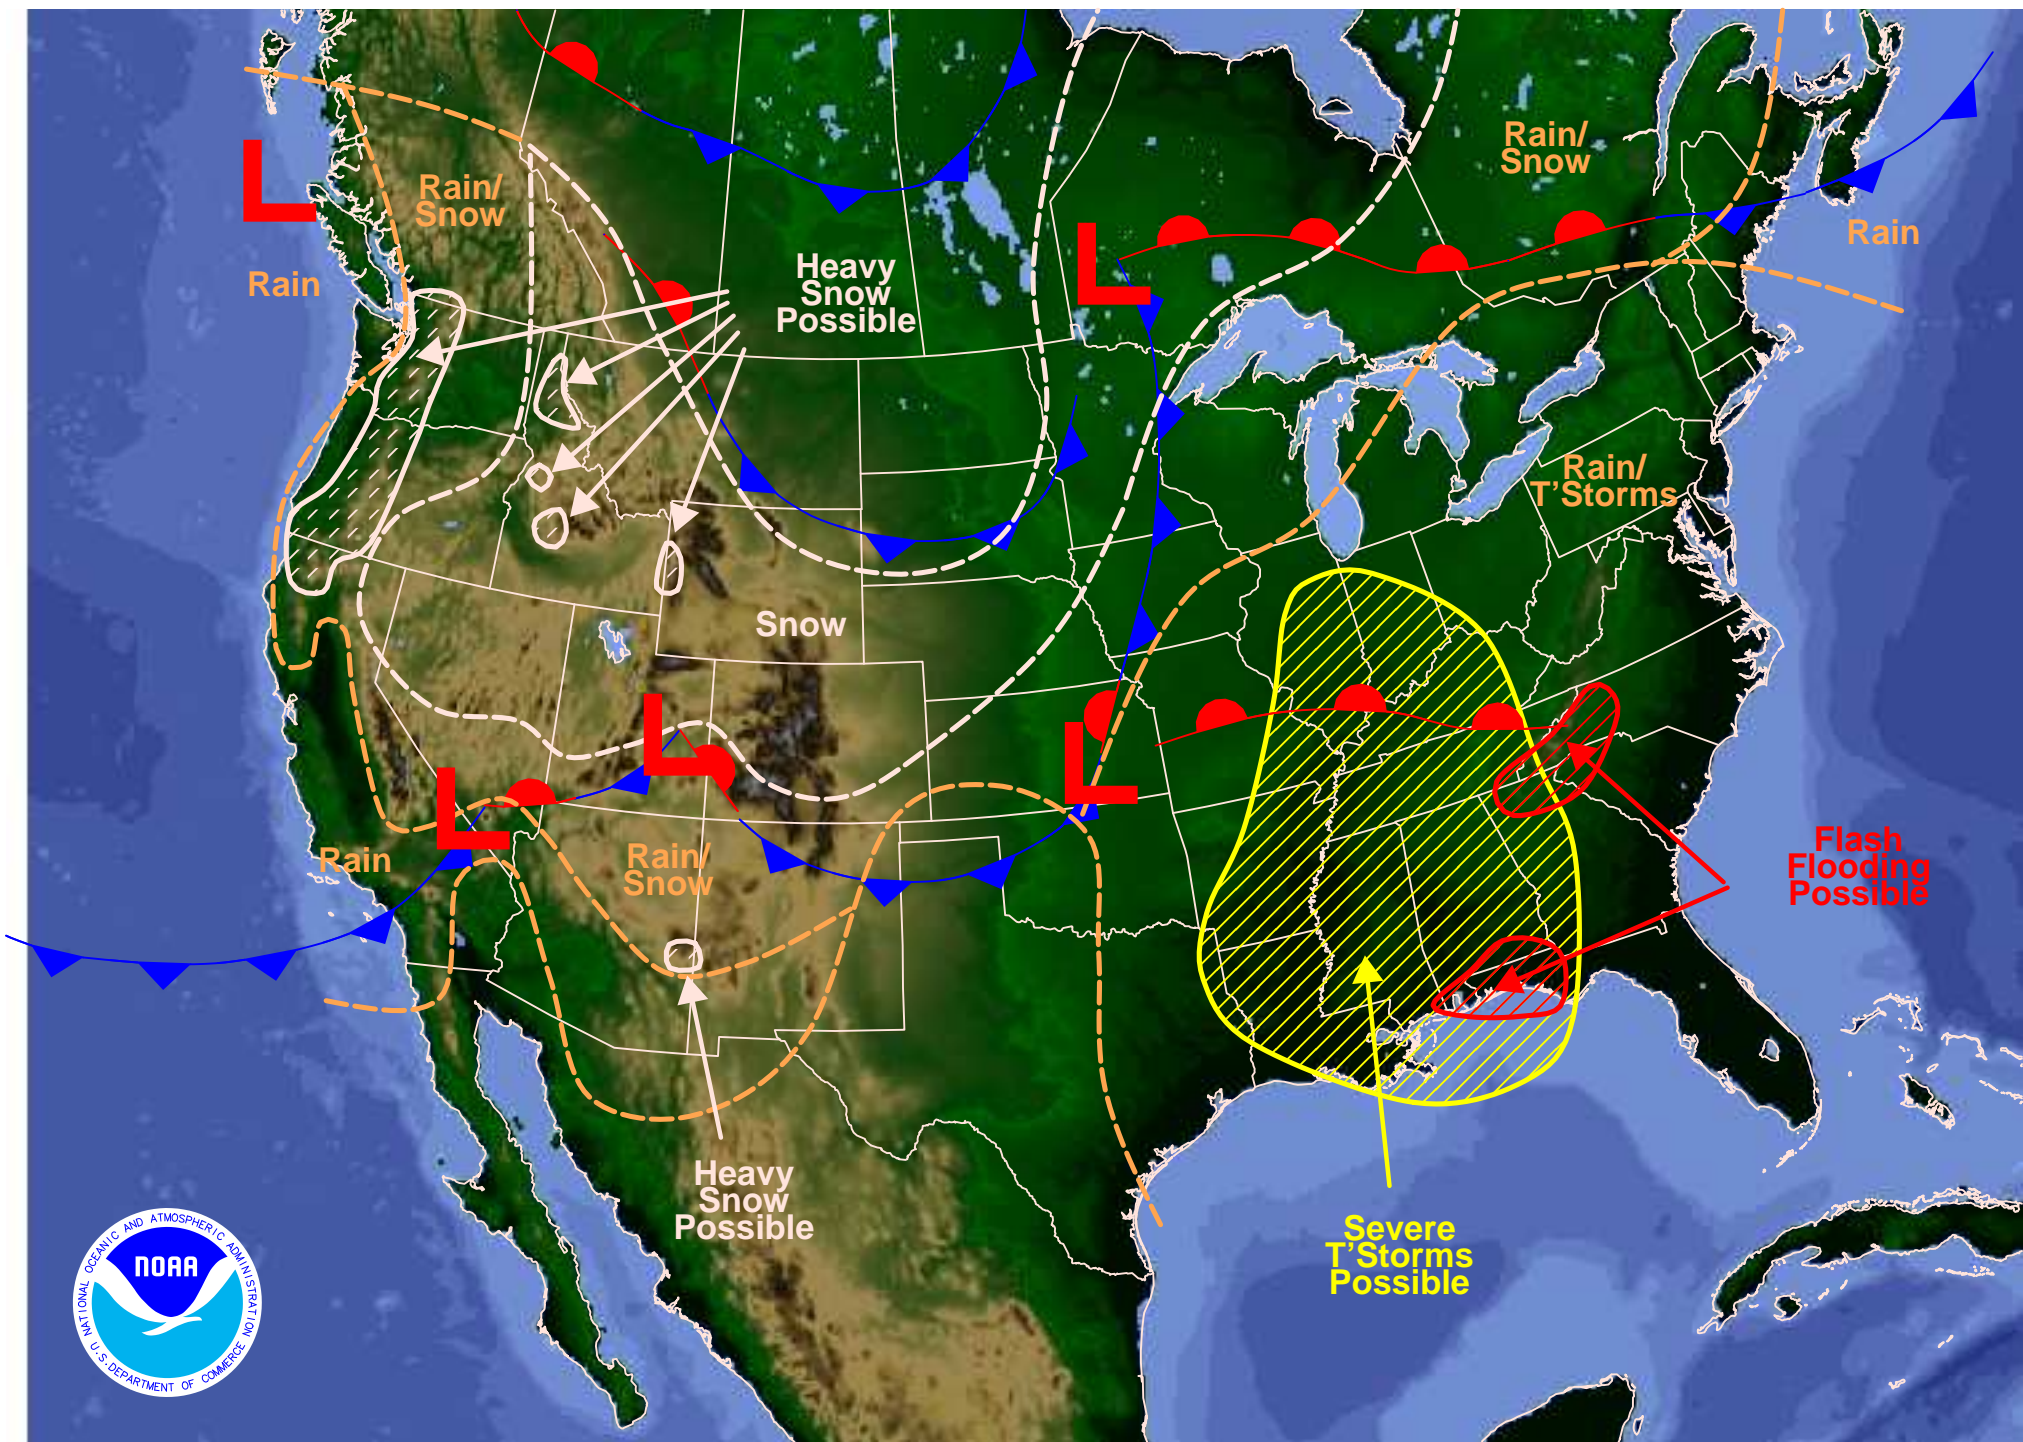 Rain/
Snow
Rain/
Snow
Rain
Rain
Heavy
Snow
Possible
Rain/
T'Storms
Snow
Rain
Rain/
Snow
Flash
Flooding
Possible
Heavy
Snow
Possible
Severe
T'Storms
Possible
L
L
L
L
L
NATIONAL OCEANIC AND ATMOSPHERIC ADMINISTRATION
NOAA
U.S. DEPARTMENT OF COMMERCE